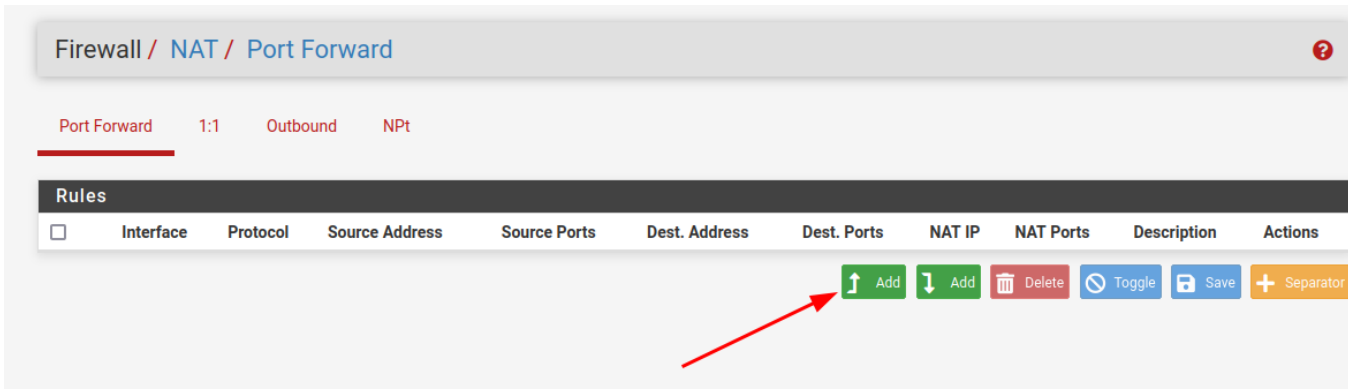 Firewall / NAT / Port Forward
Port Forward 1:1 Outbound NPt
Rules
Interface Protocol Source Address Source Ports Dest. Address Dest. Ports NAT IP NAT Ports Description Actions
Add Add Delete Toggle Save Separator